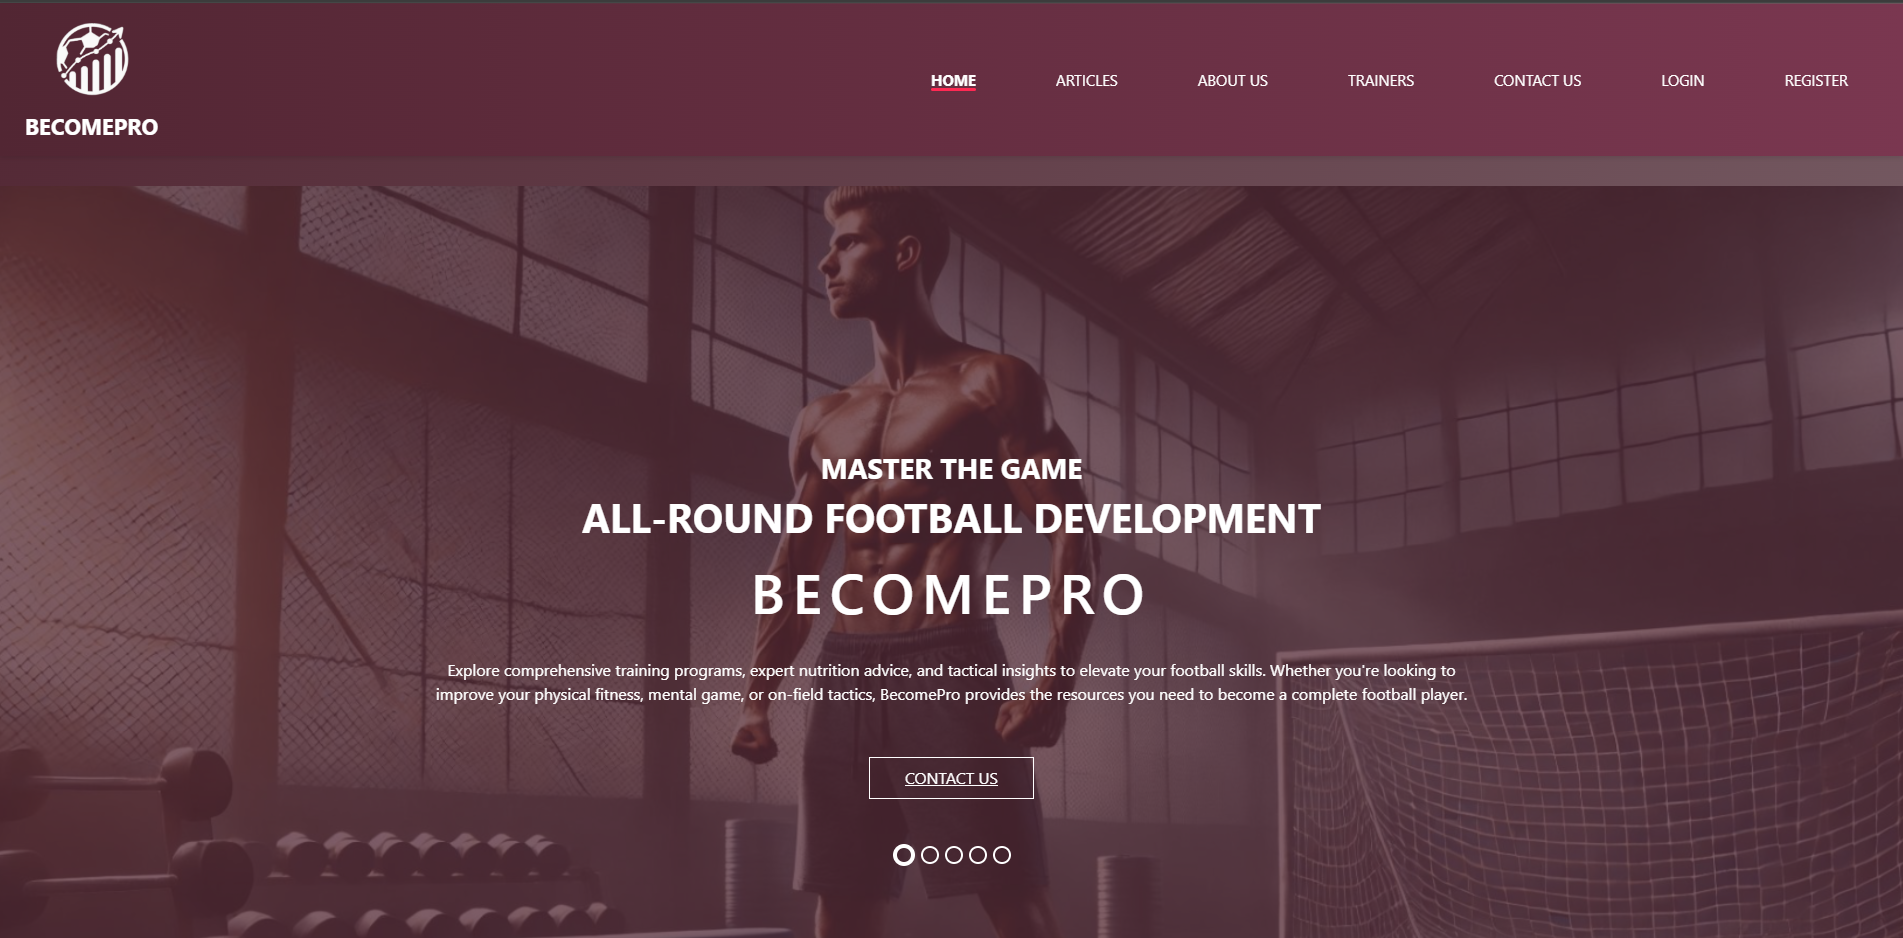 BECOMEPRO
HOME
ARTICLES
ABOUT US
TRAINERS
CONTACT US
LOGIN
REGISTER
MASTER THE GAME
ALL-ROUND FOOTBALL DEVELOPMENT
BECOMEPRO
Explore comprehensive training programs, expert nutrition advice, and tactical insights to elevate your football skills. Whether you're looking to
improve your physical fitness, mental game, or on-field tactics, BecomePro provides the resources you need to become a complete football player.
CONTACT US